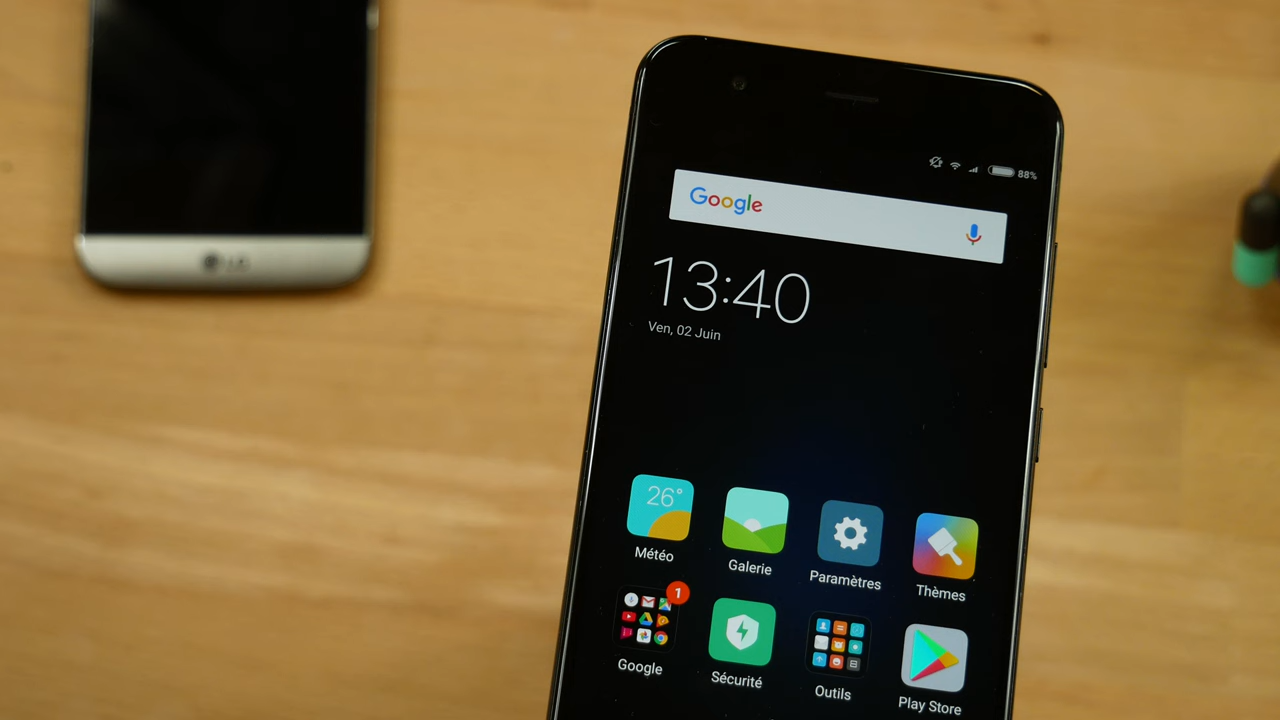 LG
88%
Google
13:40
Ven, 02 Juin
26°
Météo
Galerie
Paramètres
Thèmes
1
Google
Sécurité
Outils
Play Store